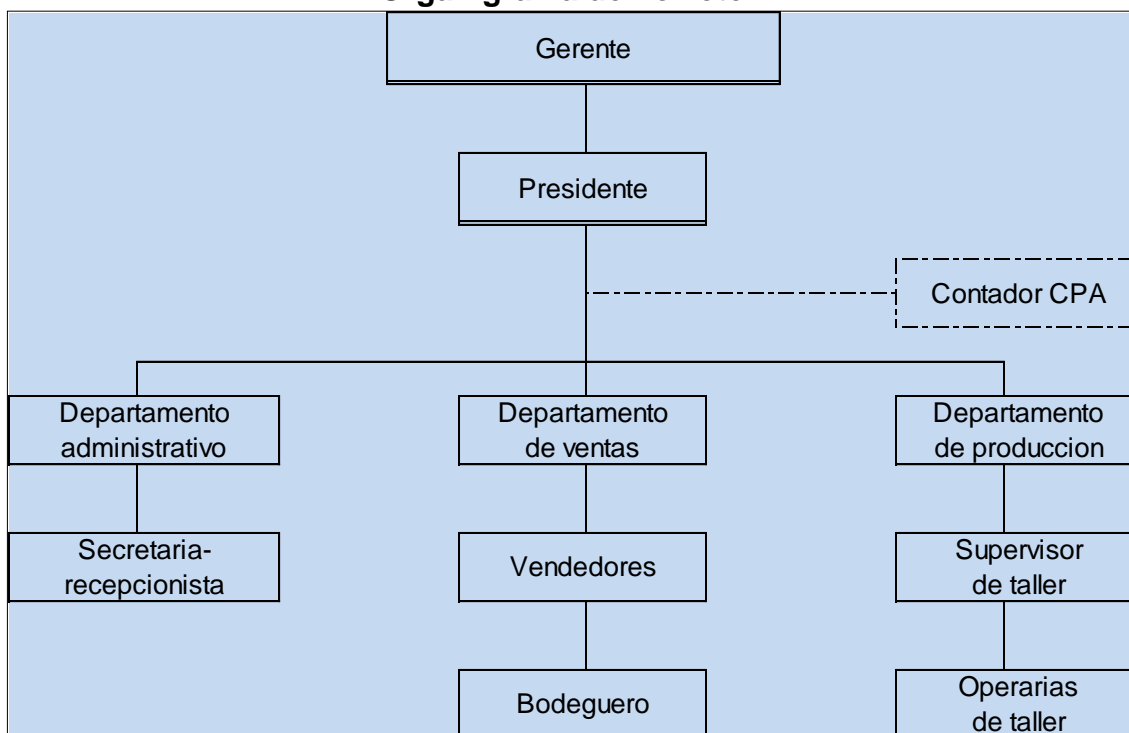 Gerente
Presidente
Contador CPA
Departamento
administrativo
Departamento
de ventas
Departamento
de produccion
Secretaria-
recepcionista
Vendedores
Supervisor
de taller
Bodeguero
Operarias
de taller